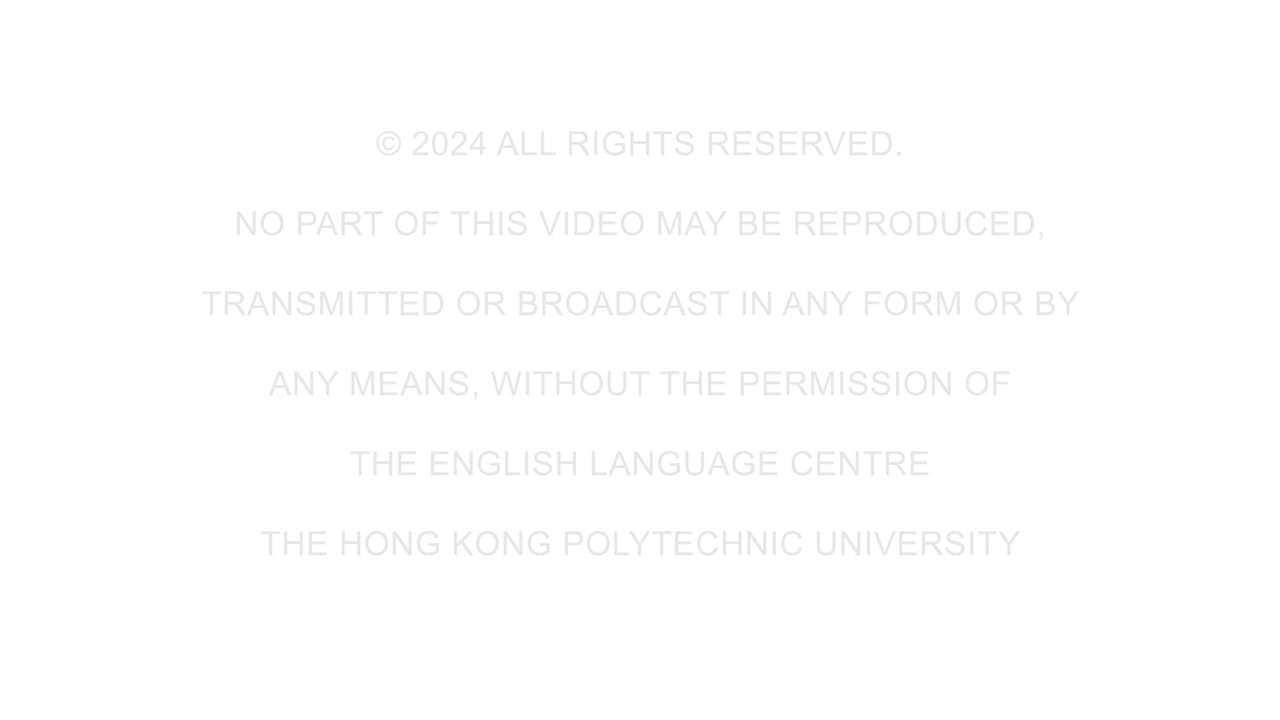 © 2024 ALL RIGHTS RESERVED.
NO PART OF THIS VIDEO MAY BE REPRODUCED,
TRANSMITTED OR BROADCAST IN ANY FORM OR BY
ANY MEANS, WITHOUT THE PERMISSION OF
THE ENGLISH LANGUAGE CENTRE
THE HONG KONG POLYTECHNIC UNIVERSITY